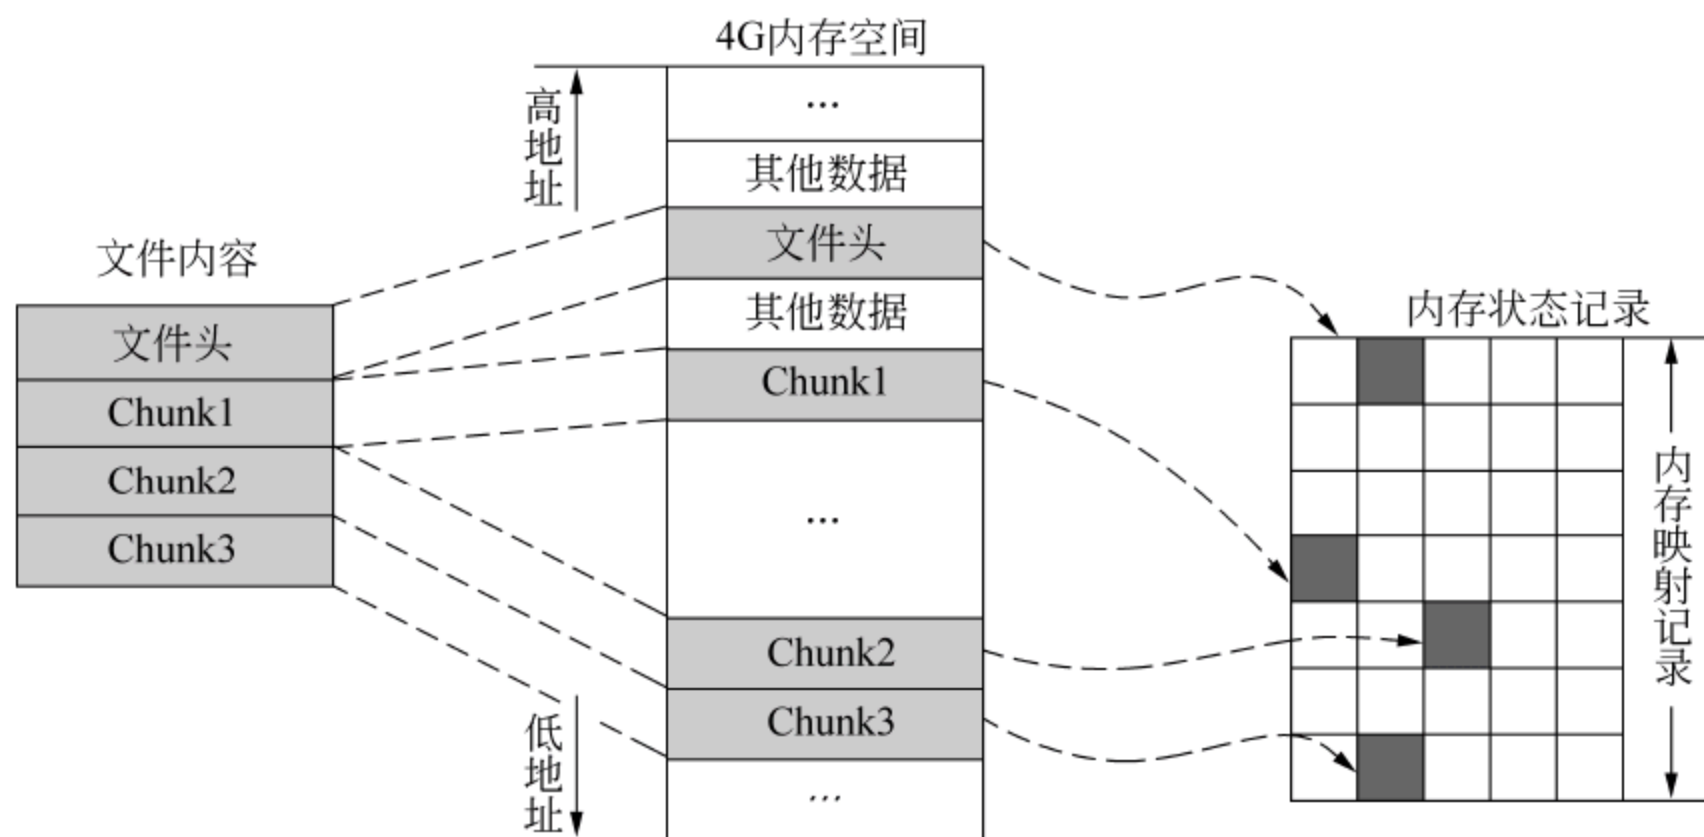 4G内存空间
高地址
...
其他数据
文件头
其他数据
Chunk1
...
Chunk2
Chunk3
...
低地址
文件内容
文件头
Chunk1
Chunk2
Chunk3
内存状态记录
内存映射记录